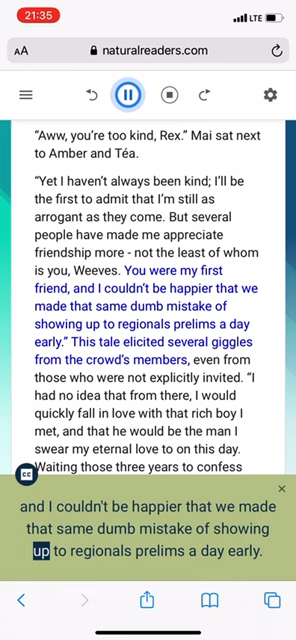 21:35
LTE
AA naturalreaders.com
“Aww, you’re too kind, Rex.” Mai sat next
to Amber and Téa.
“Yet I haven’t always been kind; I’ll be
the first to admit that I’m still as
arrogant as they come. But several
people have made me appreciate
friendship more - not the least of whom
is you, Weeves. You were my first
friend, and I couldn’t be happier that we
made that same dumb mistake of
showing up to regionals prelims a day
early.” This tale elicited several giggles
from the crowd’s members, even from
those who were not explicitly invited. “I
had no idea that from there, I would
quickly fall in love with that rich boy I
met, and that he would be the man I
swear my eternal love to on this day.
Waiting those three years to confess
CC
and I couldn't be happier that we made
that same dumb mistake of showing
up to regionals prelims a day early.